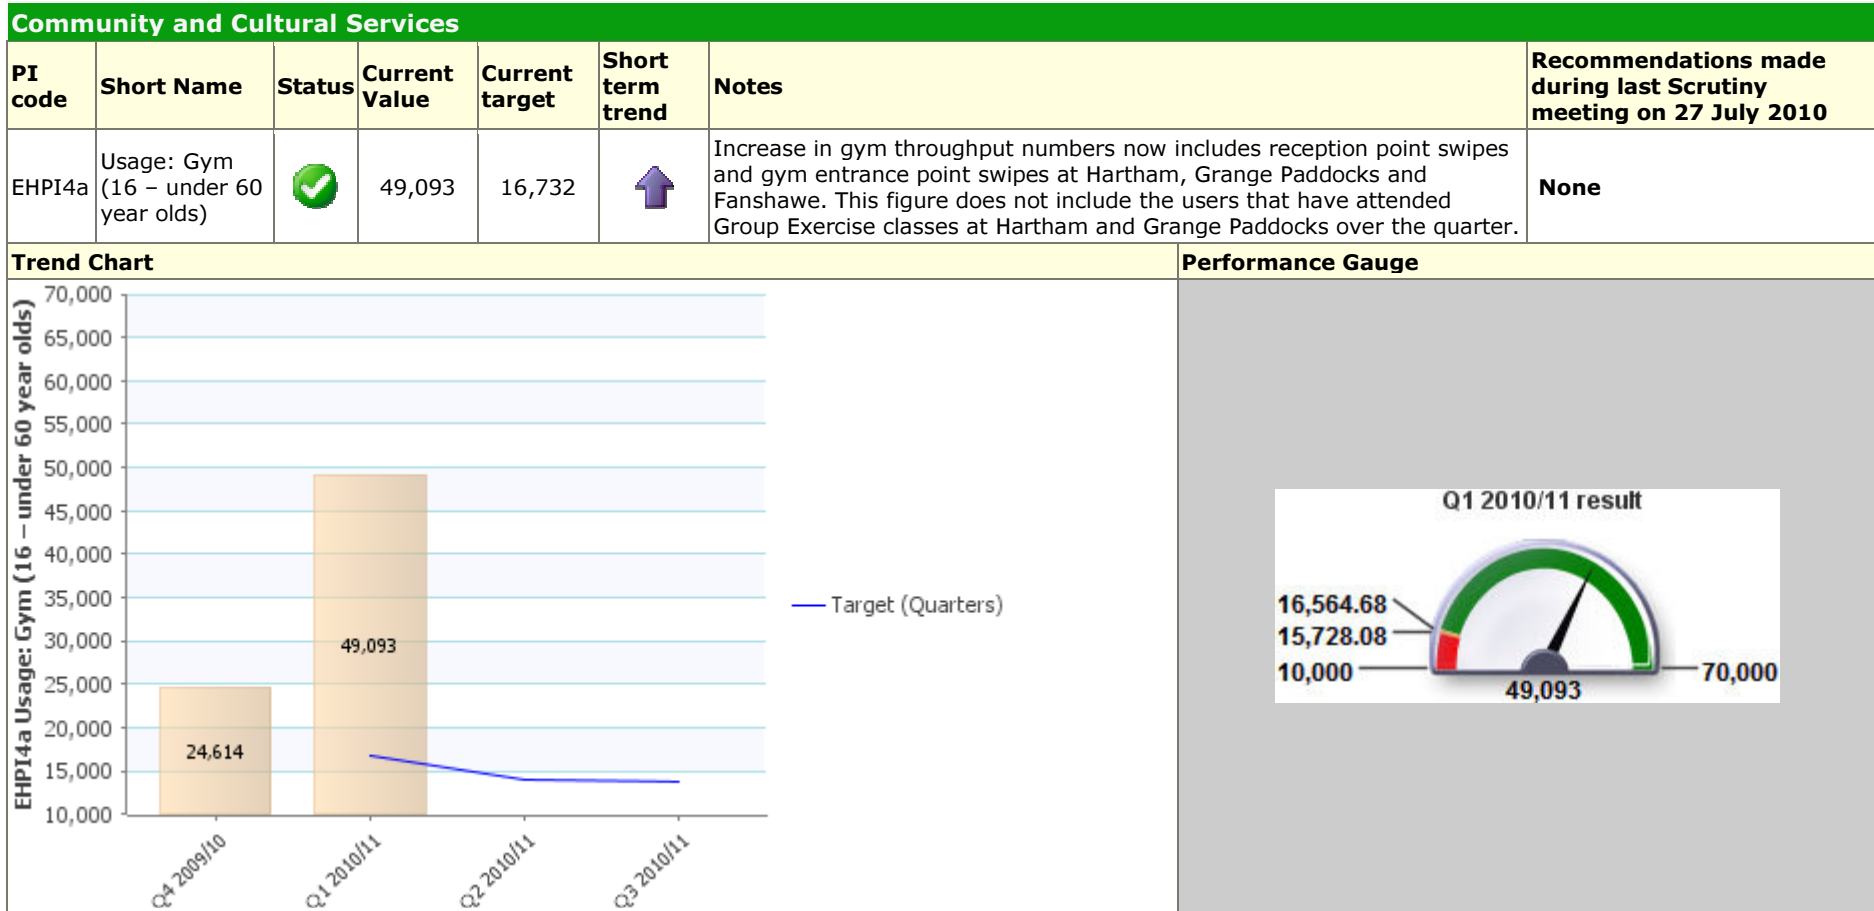 Community and Cultural Services
PI code
Short Name
Status
Current Value
Current target
Short term trend
Notes
Recommendations made during last Scrutiny meeting on 27 July 2010
EHPI4a
Usage: Gym
(16 – under 60
year olds)
49,093
16,732
Increase in gym throughput numbers now includes reception point swipes
and gym entrance point swipes at Hartham, Grange Paddocks and
Fanshawe. This figure does not include the users that have attended
Group Exercise classes at Hartham and Grange Paddocks over the quarter.
None
Trend Chart
Performance Gauge
EHPI4a Usage: Gym (16 – under 60 year olds)
70,000
65,000
60,000
55,000
50,000
45,000
40,000
35,000
30,000
25,000
20,000
15,000
10,000
24,614
49,093
Q4 2009/10
Q1 2010/11
Q2 2010/11
Q3 2010/11
Target (Quarters)
Q1 2010/11 result
16,564.68
15,728.08
10,000
70,000
49,093